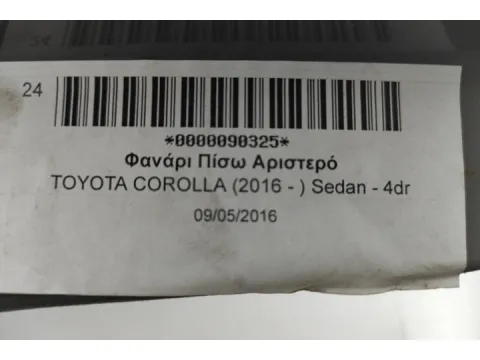 24
*0000090325*
Φανάρι Πίσω Αριστερό
TOYOTA COROLLA (2016 - ) Sedan - 4dr
09/05/2016